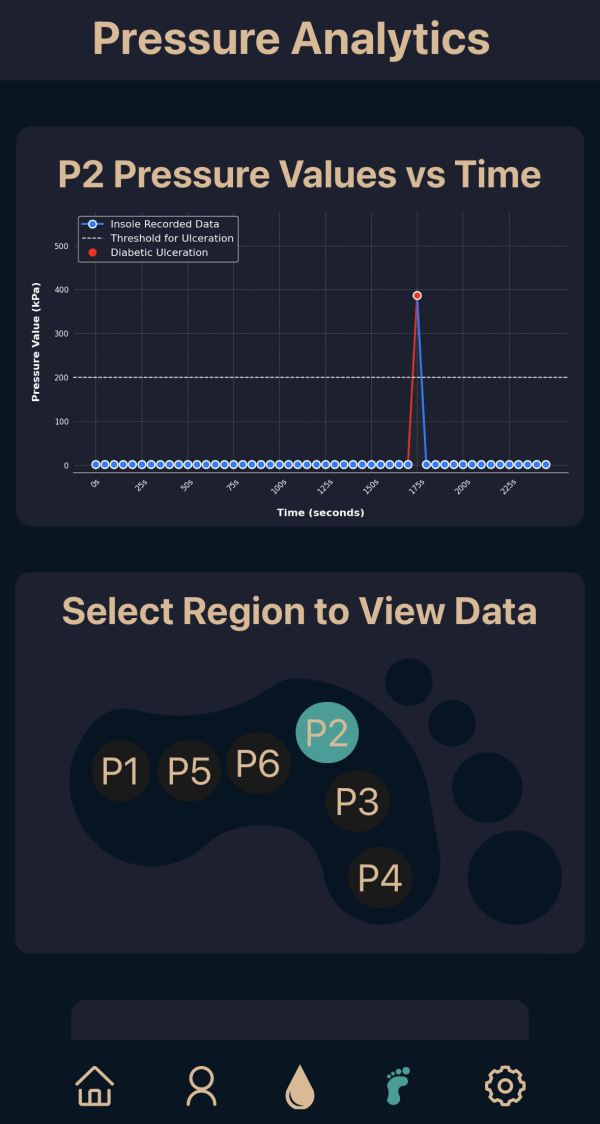 Pressure Analytics
P2 Pressure Values vs Time
Insole Recorded Data
Threshold for Ulceration
Diabetic Ulceration
Pressure Value (kPa)
500
400
300
200
100
0
0s 25s 50s 75s 100s 125s 150s 175s 200s 225s
Time (seconds)
Select Region to View Data
P2
P1 P5 P6
P3
P4